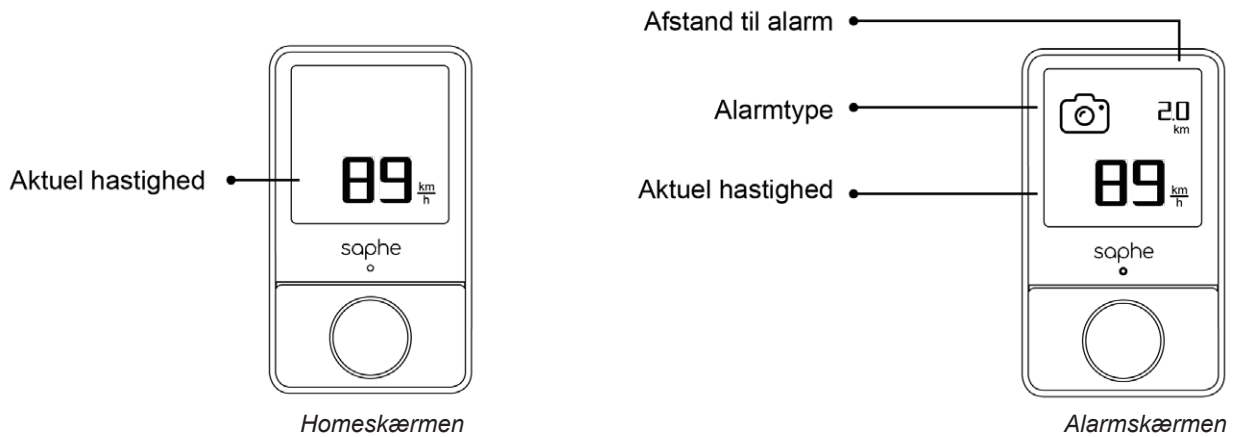 Aktuel hastighed
89 km/h
saphe
Homeskærmen
Afstand til alarm
Alarmtype
Aktuel hastighed
2.0 km
89 km/h
saphe
Alarmskærmen